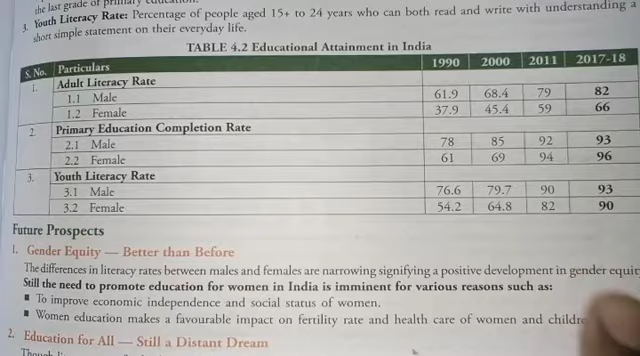 the last grade of primary education.
3. Youth Literacy Rate: Percentage of people aged 15+ to 24 years who can both read and write with understanding a
short simple statement on their everyday life.
TABLE 4.2 Educational Attainment in India
S. No. Particulars 1990 2000 2011 2017-18
1. Adult Literacy Rate
1.1 Male 61.9 68.4 79 82
1.2 Female 37.9 45.4 59 66
2. Primary Education Completion Rate
2.1 Male 78 85 92 93
2.2 Female 61 69 94 96
3. Youth Literacy Rate
3.1 Male 76.6 79.7 90 93
3.2 Female 54.2 64.8 82 90
Future Prospects
1. Gender Equity — Better than Before
The differences in literacy rates between males and females are narrowing signifying a positive development in gender equit
Still the need to promote education for women in India is imminent for various reasons such as:
■ To improve economic independence and social status of women.
■ Women education makes a favourable impact on fertility rate and health care of women and childre
2. Education for All — Still a Distant Dream
Though